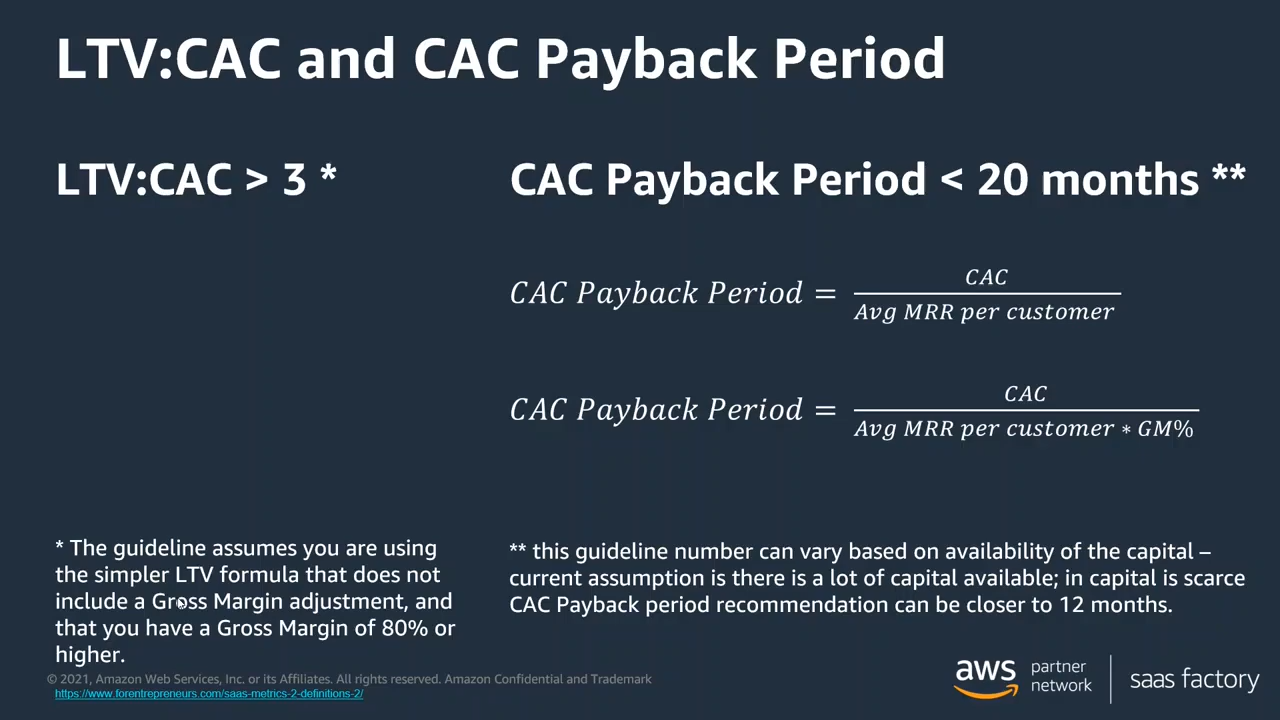 LTV:CAC and CAC Payback Period
LTV:CAC > 3 *
CAC Payback Period < 20 months **
CAC Payback Period = CAC / Avg MRR per customer
CAC Payback Period = CAC / Avg MRR per customer * GM%
* The guideline assumes you are using
the simpler LTV formula that does not
include a Gross Margin adjustment, and
that you have a Gross Margin of 80% or
higher.
** this guideline number can vary based on availability of the capital –
current assumption is there is a lot of capital available; in capital is scarce
CAC Payback period recommendation can be closer to 12 months.
© 2021, Amazon Web Services, Inc. or its Affiliates. All rights reserved. Amazon Confidential and Trademark
https://www.forentrepreneurs.com/saas-metrics-2-definitions-2/
aws partner network | saas factory